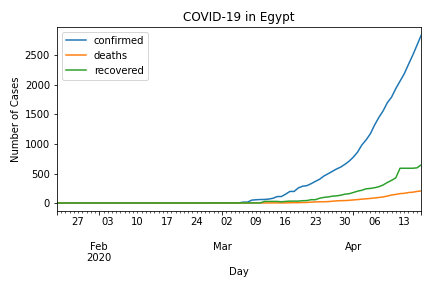 COVID-19 in Egypt
confirmed
deaths
recovered
Number of Cases
2500
2000
1500
1000
500
0
27 03 10 17 24 02 09 16 23 30 06 13
Feb Mar Apr
2020
Day